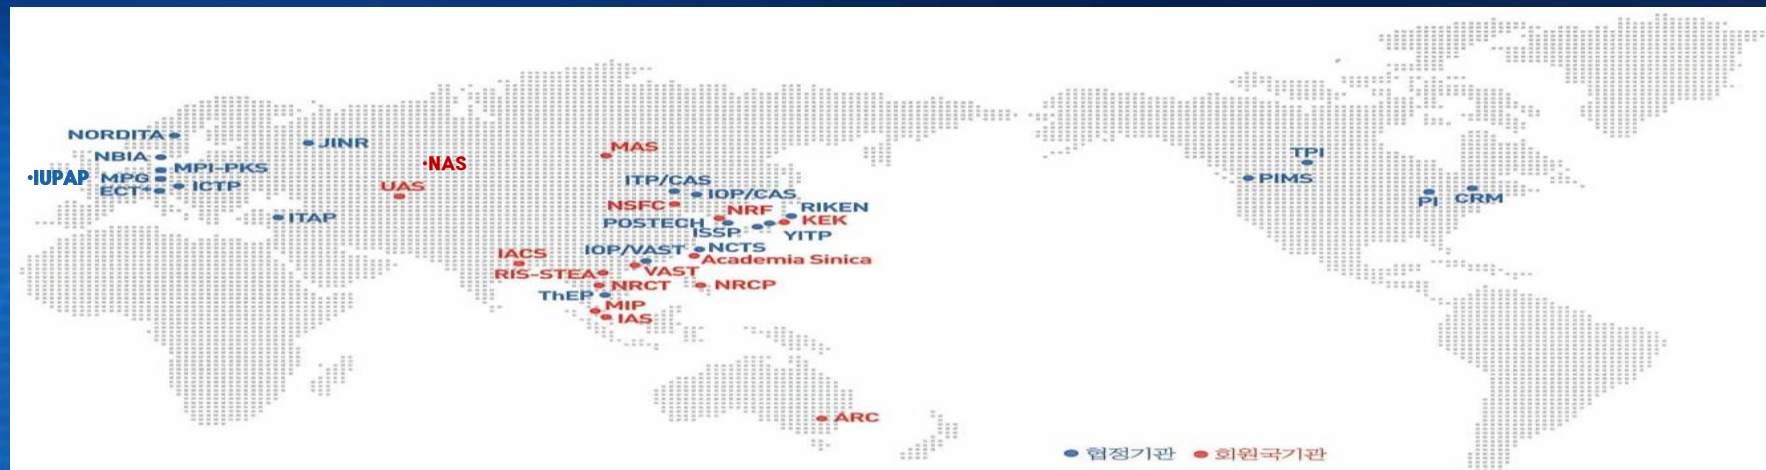 NORDITA
JINR
MAS
NBIA
·NAS
TPI
MPI-PKS
·IUPAP
MPG
ITP/CAS
PIMS
ECT*
ICTP
UAS
IOP/CAS
PI
CRM
NSFC
NRF
RIKEN
ITAP
POSTECH
KEK
ISSP
YITP
IACS
IOP/VAST
NCTS
Academia Sinica
RIS-STEA
VAST
NRCT
NRCP
ThEP
MIP
IAS
ARC
협정기관
회원국기관